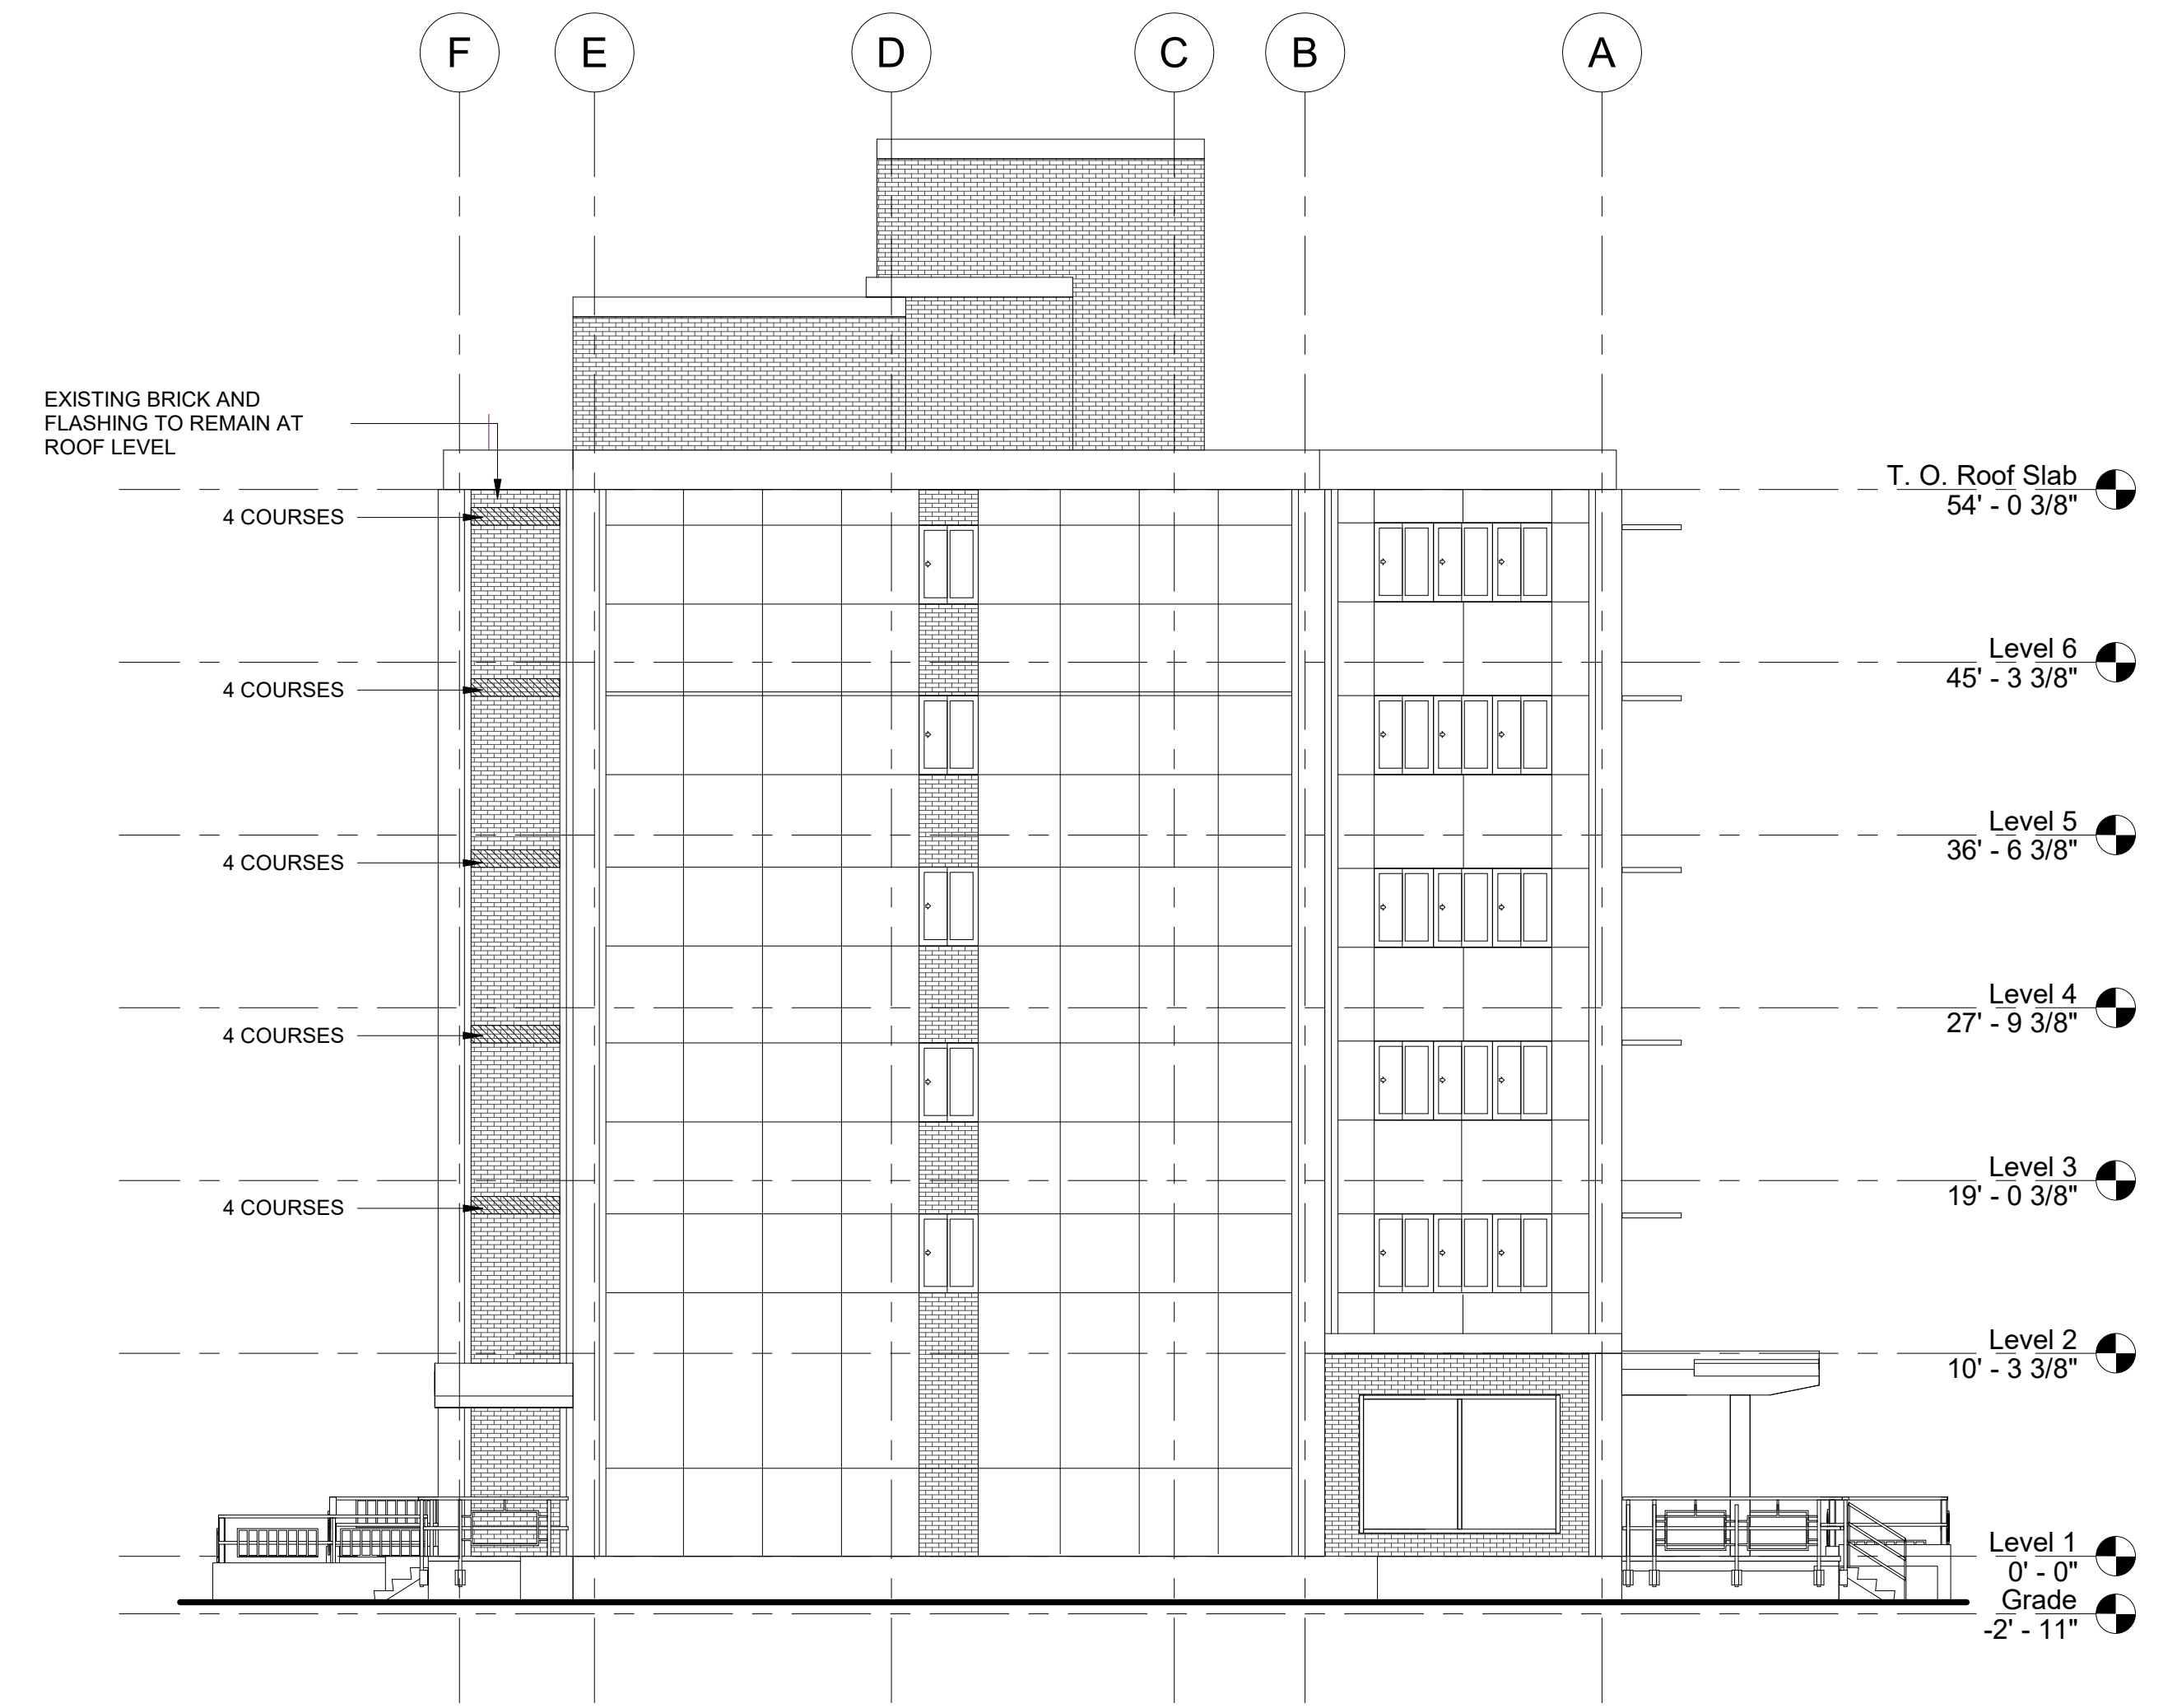 F E D C B A
EXISTING BRICK AND
FLASHING TO REMAIN AT
ROOF LEVEL
T. O. Roof Slab
54' - 0 3/8"
4 COURSES
Level 6
45' - 3 3/8"
4 COURSES
Level 5
36' - 6 3/8"
4 COURSES
Level 4
27' - 9 3/8"
4 COURSES
Level 3
19' - 0 3/8"
4 COURSES
Level 2
10' - 3 3/8"
Level 1
0' - 0"
Grade
-2' - 11"